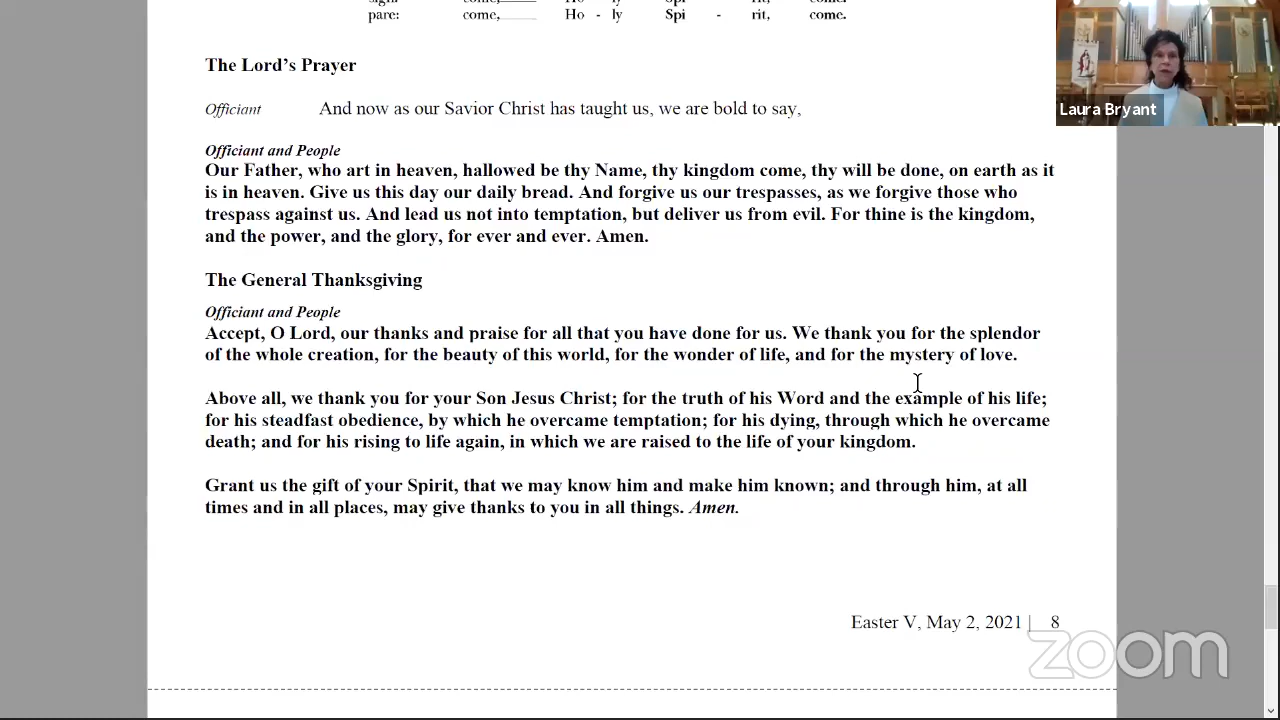 pare: come, Ho - ly Spi - rit, come.
The Lord's Prayer
Officiant And now as our Savior Christ has taught us, we are bold to say,
Officiant and People
Our Father, who art in heaven, hallowed be thy Name, thy kingdom come, thy will be done, on earth as it
is in heaven. Give us this day our daily bread. And forgive us our trespasses, as we forgive those who
trespass against us. And lead us not into temptation, but deliver us from evil. For thine is the kingdom,
and the power, and the glory, for ever and ever. Amen.
The General Thanksgiving
Officiant and People
Accept, O Lord, our thanks and praise for all that you have done for us. We thank you for the splendor
of the whole creation, for the beauty of this world, for the wonder of life, and for the mystery of love.
Above all, we thank you for your Son Jesus Christ; for the truth of his Word and the example of his life;
for his steadfast obedience, by which he overcame temptation; for his dying, through which he overcame
death; and for his rising to life again, in which we are raised to the life of your kingdom.
Grant us the gift of your Spirit, that we may know him and make him known; and through him, at all
times and in all places, may give thanks to you in all things. Amen.
Easter V, May 2, 2021 | 8
Laura Bryant
zoom